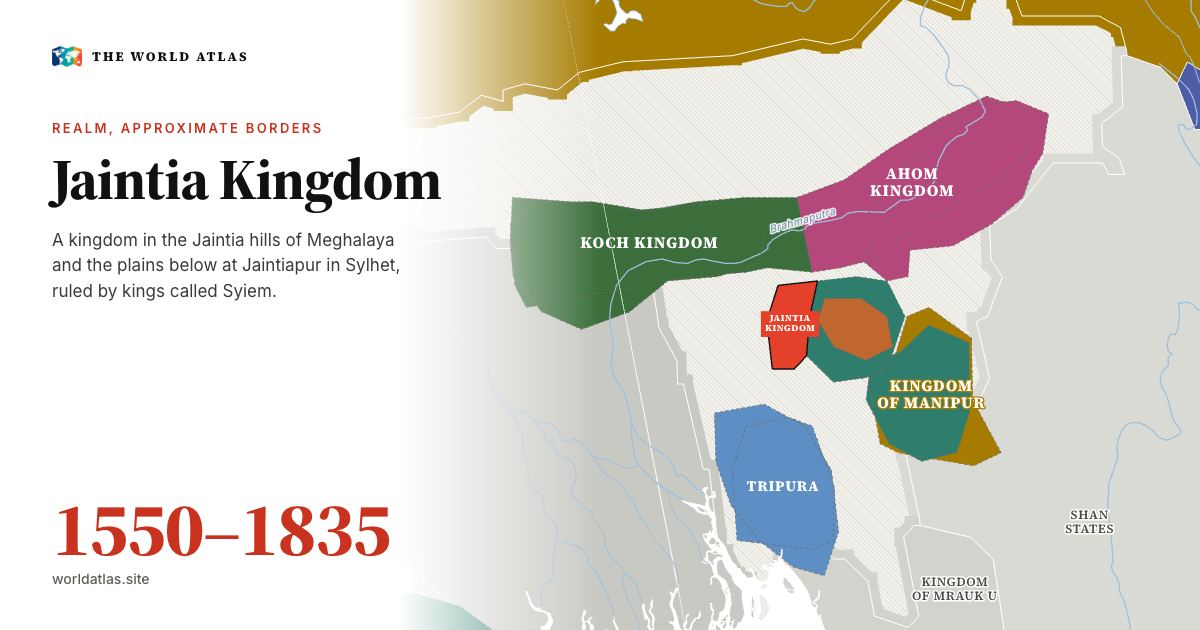 THE WORLD ATLAS
REALM, APPROXIMATE BORDERS
Jaintia Kingdom
A kingdom in the Jaintia hills of Meghalaya
and the plains below at Jaintiapur in Sylhet,
ruled by kings called Syiem.
1550–1835
worldatlas.site
AHOM
KINGDOM
Brahmaputra
KOCH KINGDOM
JAINTIA
KINGDOM
KINGDOM
OF MANIPUR
TRIPURA
SHAN
STATES
KINGDOM
OF MRAUK U